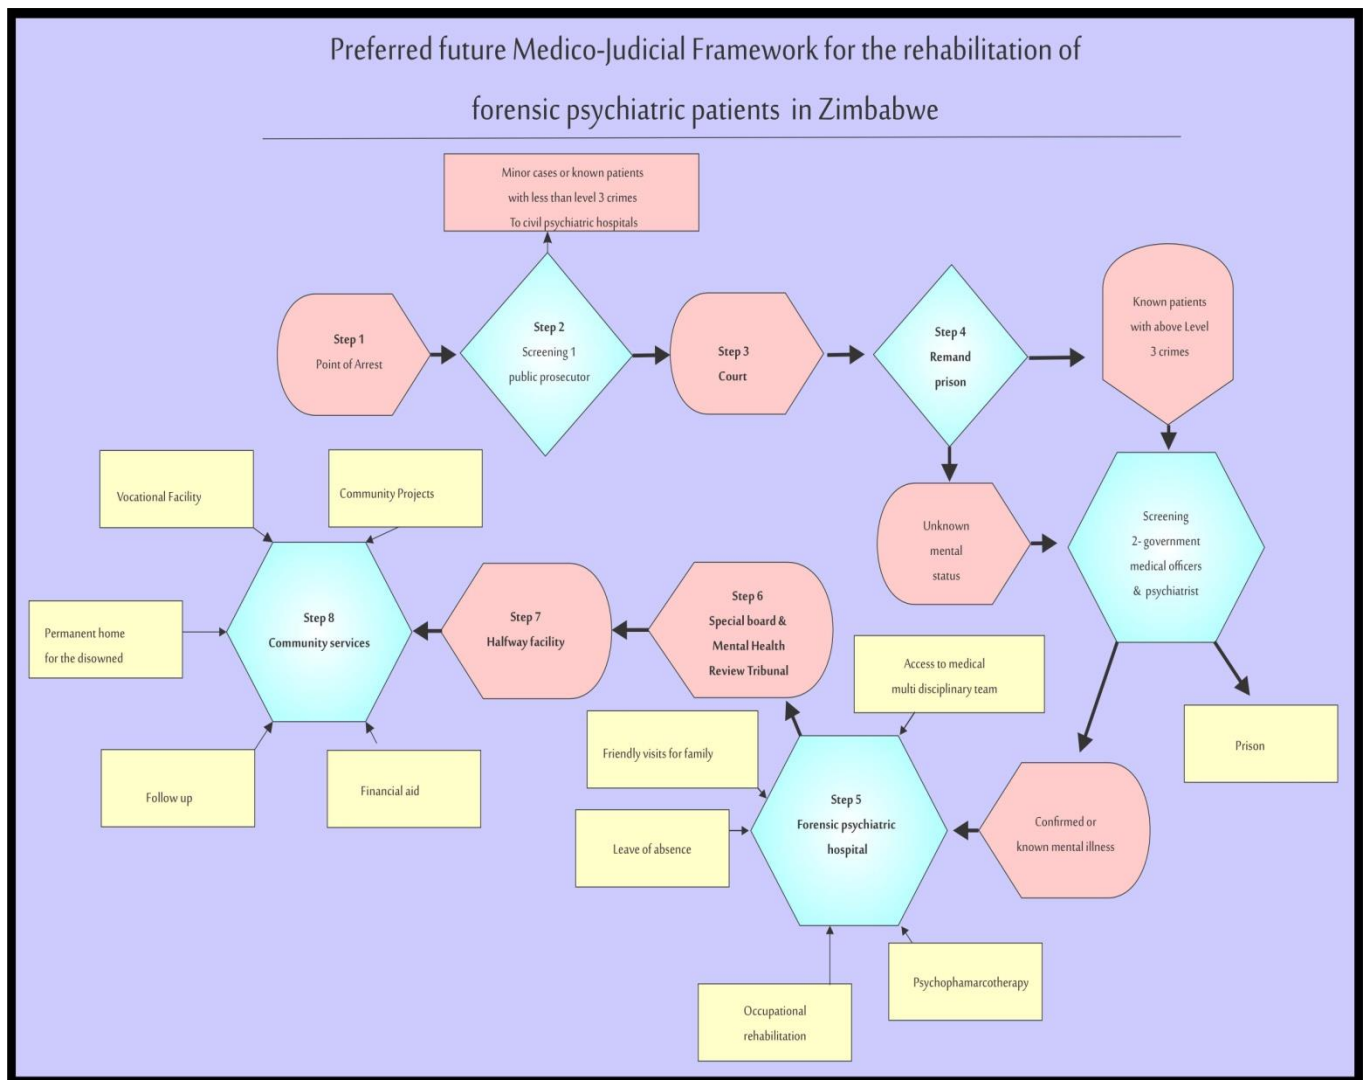 Preferred future Medico-Judicial Framework for the rehabilitation of
forensic psychiatric patients in Zimbabwe
Minor cases or known patients
with less than level 3 crimes
To civil psychiatric hospitals
Step 1
Point of Arrest
Step 2
Screening 1
public prosecutor
Step 3
Court
Step 4
Remand
prison
Known patients
with above Level
3 crimes
Unknown
mental
status
Screening
2- government
medical officers
& psychiatrist
Prison
Confirmed or
known mental illness
Step 5
Forensic psychiatric
hospital
Access to medical
multi disciplinary team
Friendly visits for family
Leave of absence
Occupational
rehabilitation
Psychophamarcotherapy
Step 6
Special board &
Mental Health
Review Tribunal
Step 7
Halfway facility
Step 8
Community services
Vocational Facility
Community Projects
Permanent home
for the disowned
Follow up
Financial aid